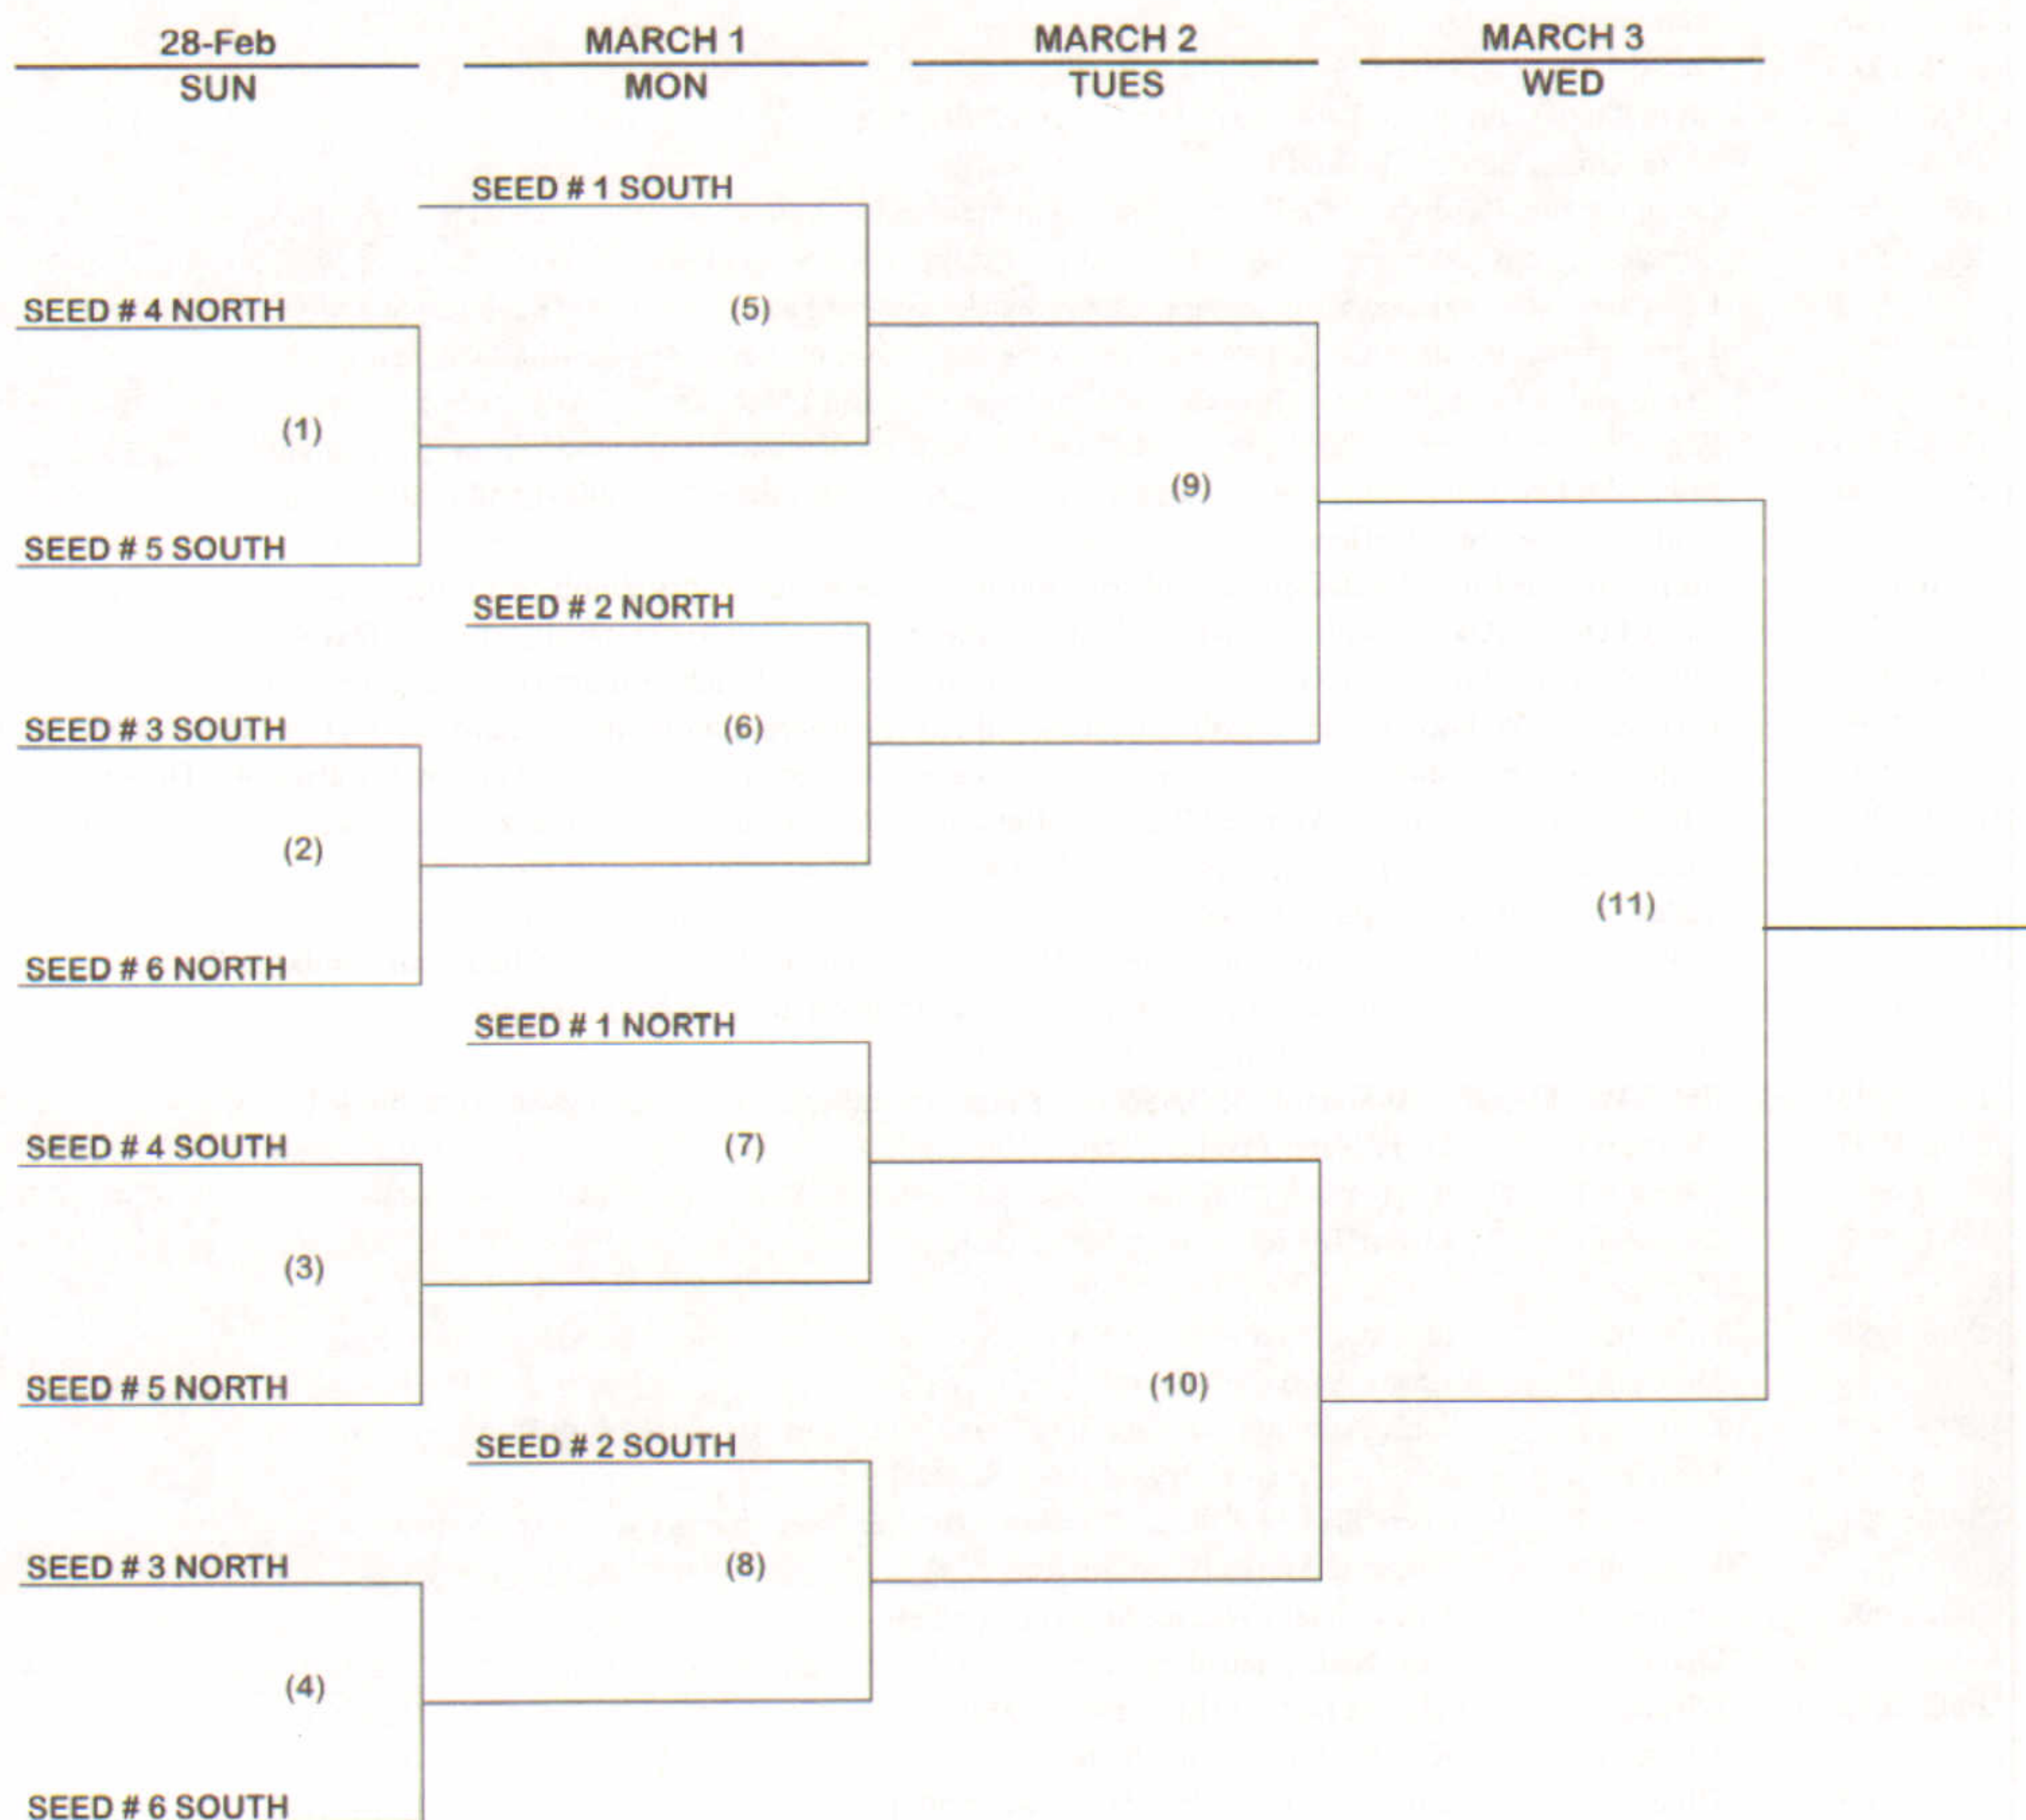 28-Feb MARCH 1 MARCH 2 MARCH 3
SUN MON TUES WED
SEED # 1 SOUTH
SEED # 4 NORTH (5)
(1)
(9)
SEED # 5 SOUTH
SEED # 2 NORTH
SEED # 3 SOUTH (6)
(2)
(11)
SEED # 6 NORTH
SEED # 1 NORTH
SEED # 4 SOUTH (7)
(3)
SEED # 5 NORTH (10)
SEED # 2 SOUTH
SEED # 3 NORTH (8)
(4)
SEED # 6 SOUTH